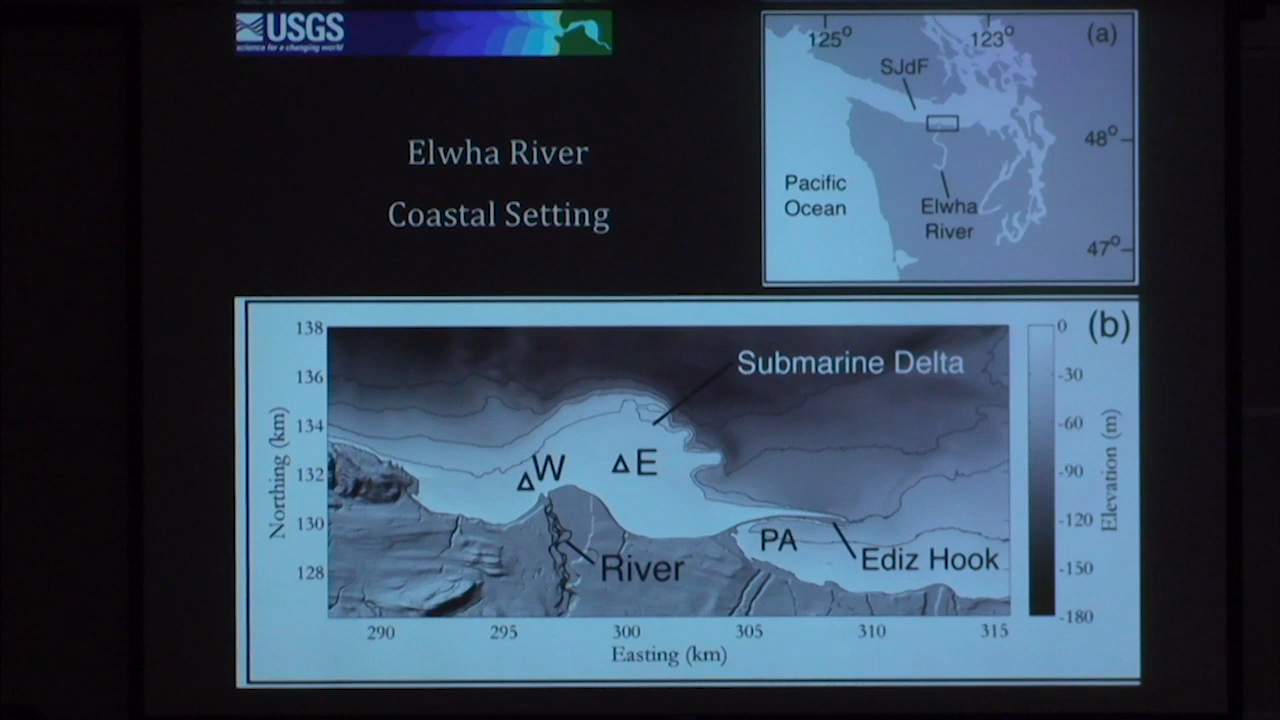 USGS
science for a changing world
Elwha River
Coastal Setting
(a)
125°
123°
SJdF
48°
Pacific
Ocean
Elwha
River
47°
(b)
138
136
134
132
130
128
Northing (km)
Submarine Delta
W
E
PA
River
Ediz Hook
290
295
300
305
310
315
Easting (km)
0
-30
-60
-90
-120
-150
-180
Elevation (m)